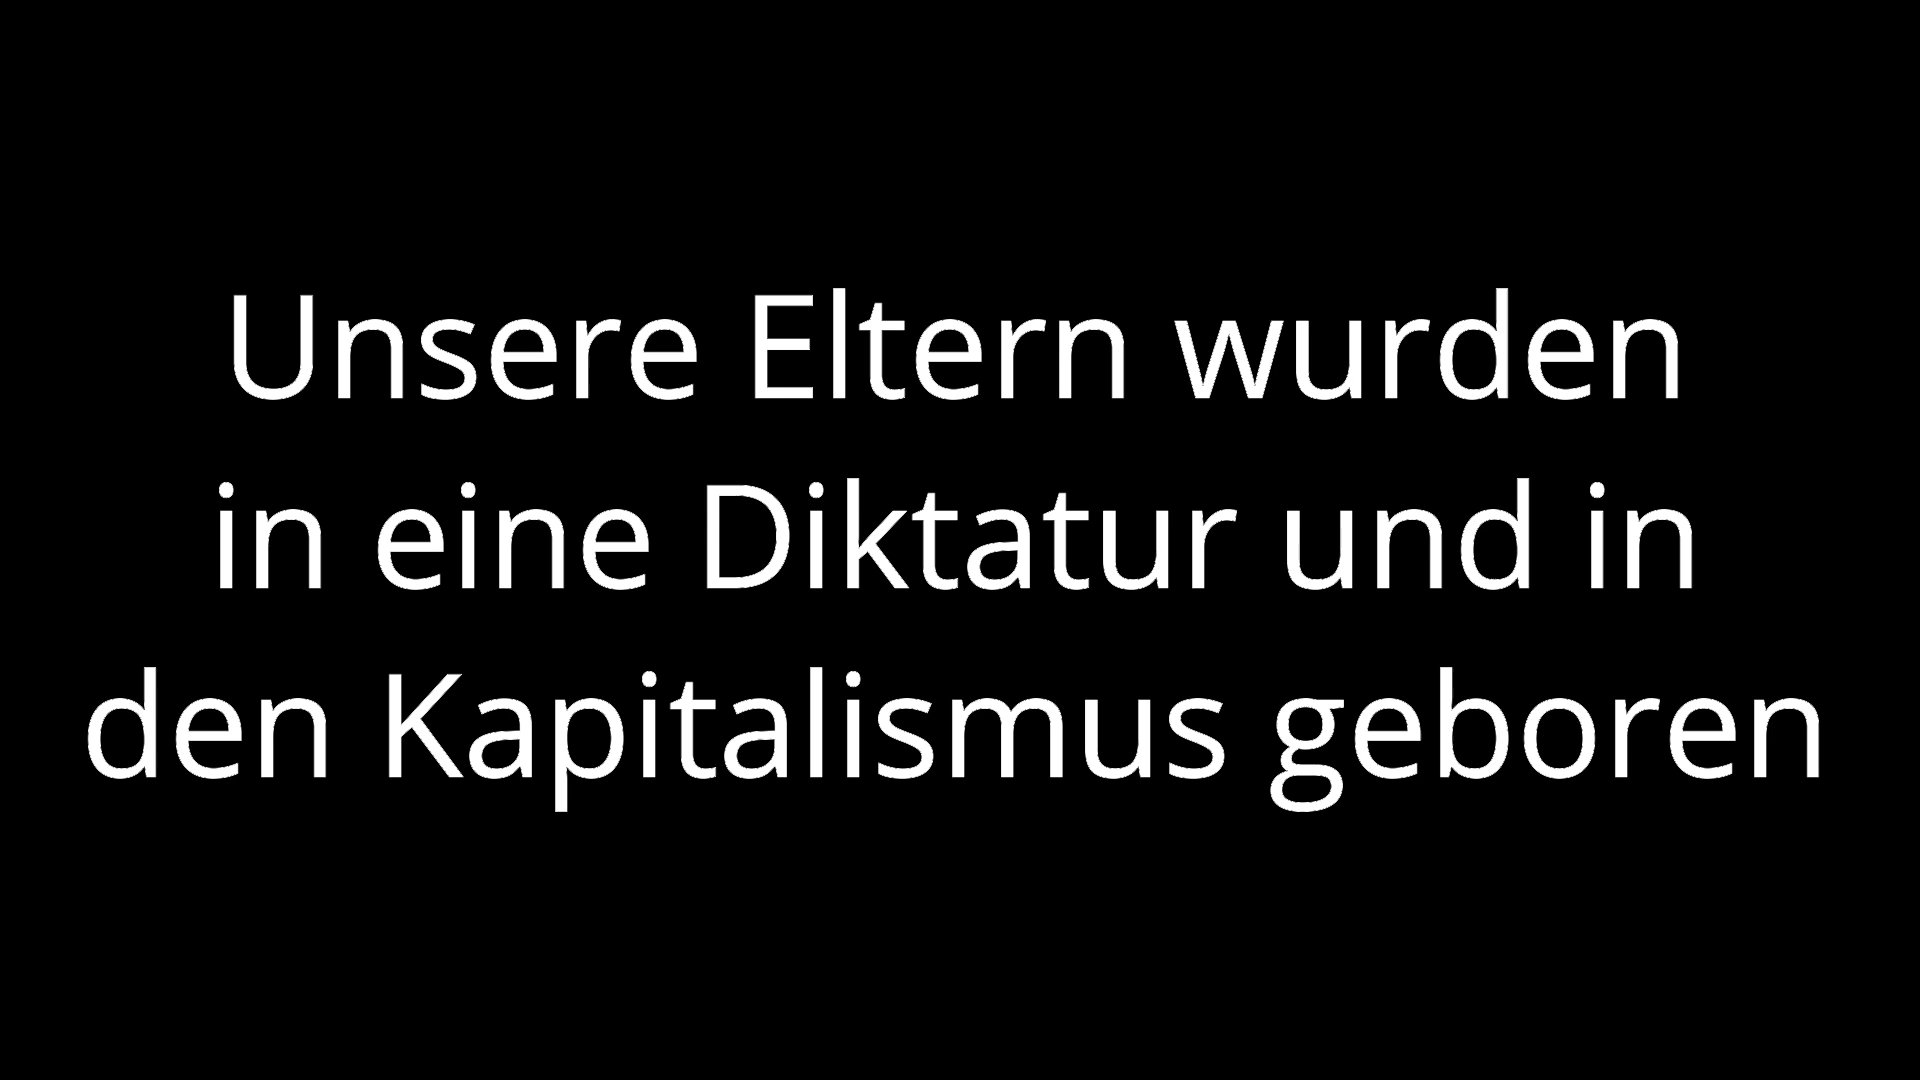 Unsere Eltern wurden
in eine Diktatur und in
den Kapitalismus geboren